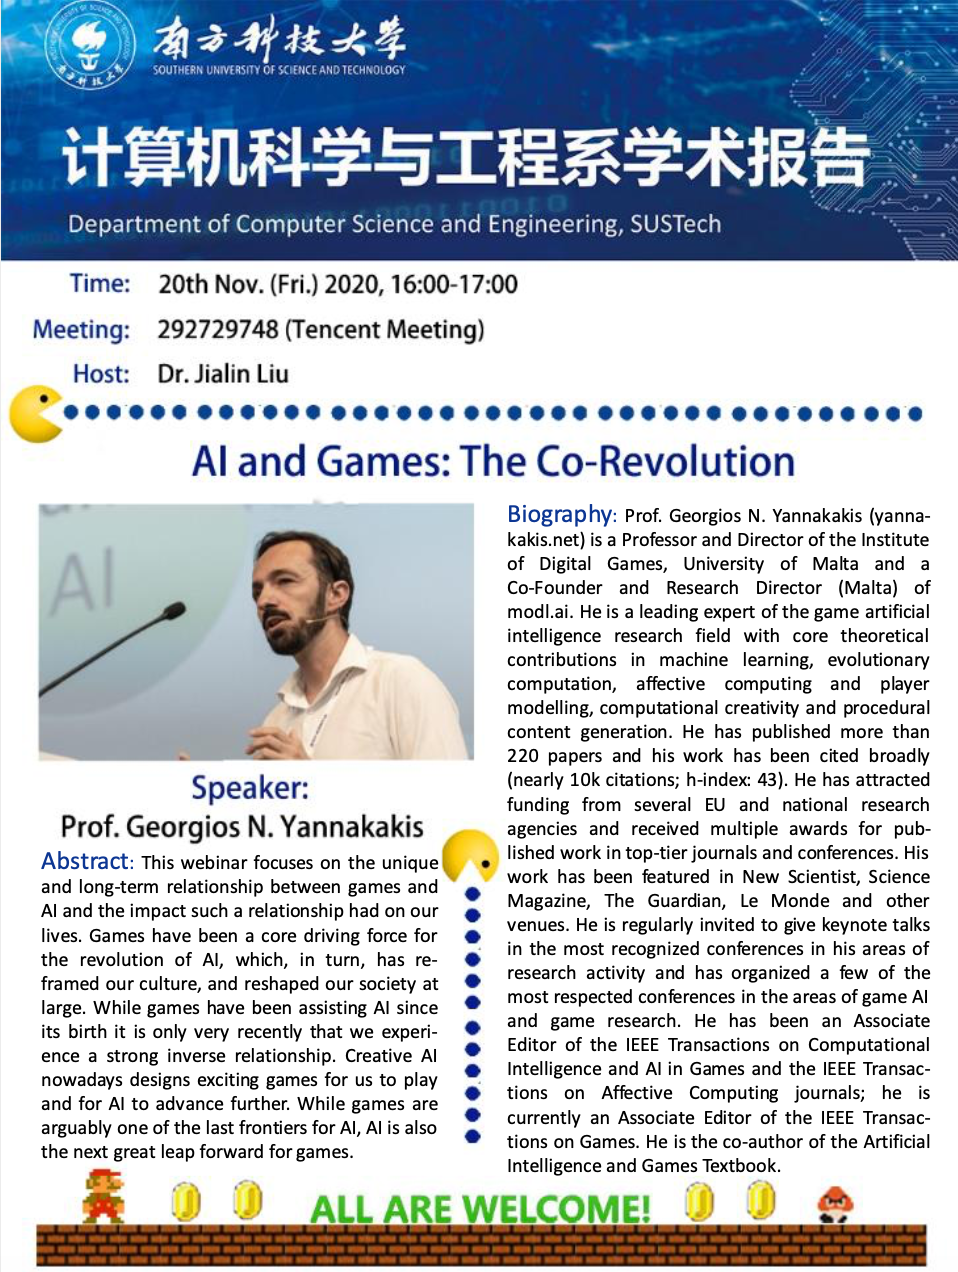 南方科技大学
SOUTHERN UNIVERSITY OF SCIENCE AND TECHNOLOGY
计算机科学与工程系学术报告
Department of Computer Science and Engineering, SUSTech
Time: 20th Nov. (Fri.) 2020, 16:00-17:00
Meeting: 292729748 (Tencent Meeting)
Host: Dr. Jialin Liu
AI and Games: The Co-Revolution
AI
Speaker:
Prof. Georgios N. Yannakakis
Abstract: This webinar focuses on the unique
and long-term relationship between games and
AI and the impact such a relationship had on our
lives. Games have been a core driving force for
the revolution of AI, which, in turn, has re-
framed our culture, and reshaped our society at
large. While games have been assisting AI since
its birth it is only very recently that we experi-
ence a strong inverse relationship. Creative AI
nowadays designs exciting games for us to play
and for AI to advance further. While games are
arguably one of the last frontiers for AI, AI is also
the next great leap forward for games.
Biography: Prof. Georgios N. Yannakakis (yanna-
kakis.net) is a Professor and Director of the Institute
of Digital Games, University of Malta and a
Co-Founder and Research Director (Malta) of
modl.ai. He is a leading expert of the game artificial
intelligence research field with core theoretical
contributions in machine learning, evolutionary
computation, affective computing and player
modelling, computational creativity and procedural
content generation. He has published more than
220 papers and his work has been cited broadly
(nearly 10k citations; h-index: 43). He has attracted
funding from several EU and national research
agencies and received multiple awards for pub-
lished work in top-tier journals and conferences. His
work has been featured in New Scientist, Science
Magazine, The Guardian, Le Monde and other
venues. He is regularly invited to give keynote talks
in the most recognized conferences in his areas of
research activity and has organized a few of the
most respected conferences in the areas of game AI
and game research. He has been an Associate
Editor of the IEEE Transactions on Computational
Intelligence and AI in Games and the IEEE Transac-
tions on Affective Computing journals; he is
currently an Associate Editor of the IEEE Transac-
tions on Games. He is the co-author of the Artificial
Intelligence and Games Textbook.
ALL ARE WELCOME!